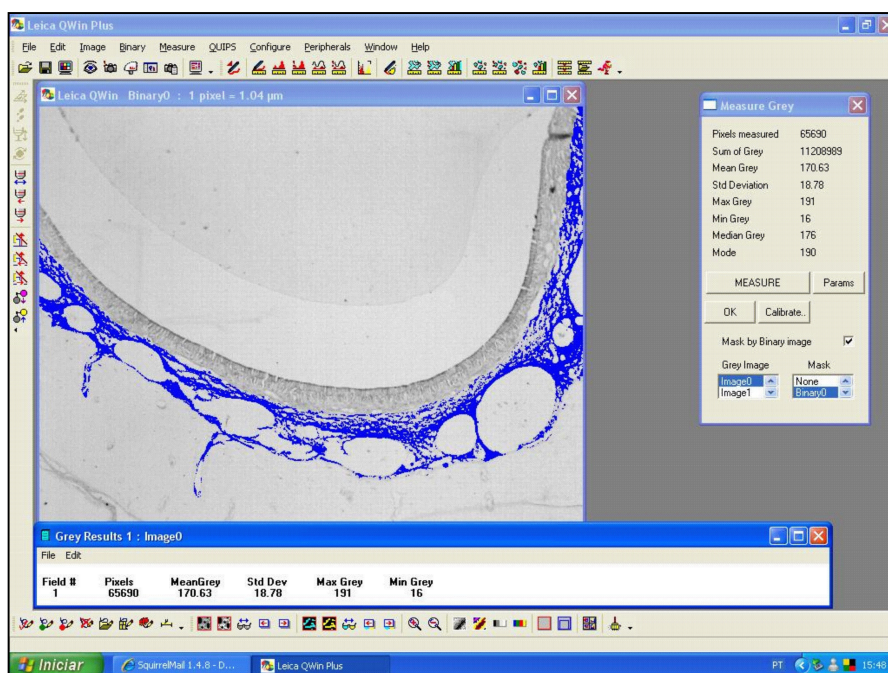 Leica QWin Plus
File Edit Image Binary Measure QUIPS Configure Peripherals Window Help
Leica QWin Binary0 : 1 pixel = 1.04 µm
Measure Grey
Pixels measured 65690
Sum of Grey 11208989
Mean Grey 170.63
Std Deviation 18.78
Max Grey 191
Min Grey 16
Median Grey 176
Mode 190
MEASURE Params
OK Calibrate..
Mask by Binary image
Grey Image Mask
Image0 None
Image1 Binary0
Grey Results 1 : Image0
File Edit
Field # Pixels MeanGrey Std Dev Max Grey Min Grey
1 65690 170.63 18.78 191 16
Iniciar SquirrelMail 1.4.8 - D... Leica QWin Plus PT 15:48